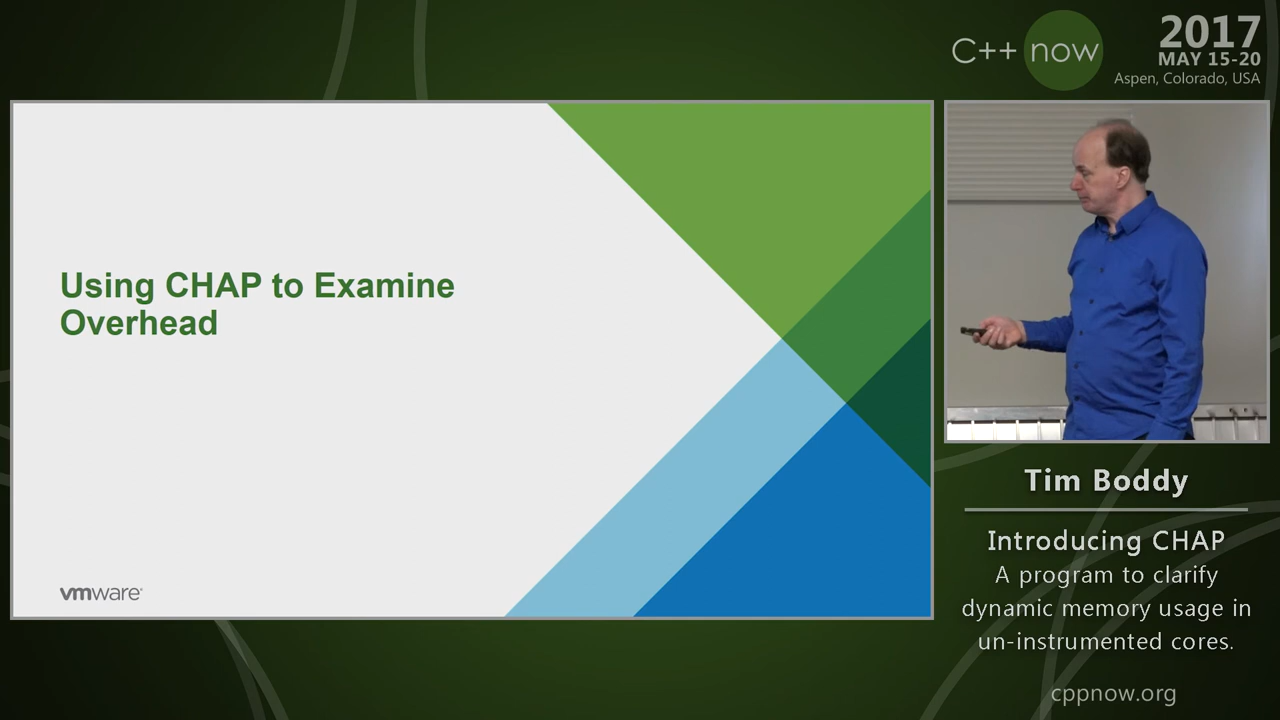 C++ now
2017
MAY 15-20
Aspen, Colorado, USA
Using CHAP to Examine
Overhead
vmware®
Tim Boddy
Introducing CHAP
A program to clarify
dynamic memory usage in
un-instrumented cores.
cppnow.org